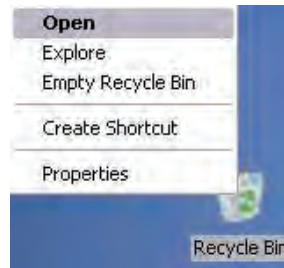 Open
Explore
Empty Recycle Bin
Create Shortcut
Properties
Recycle Bin